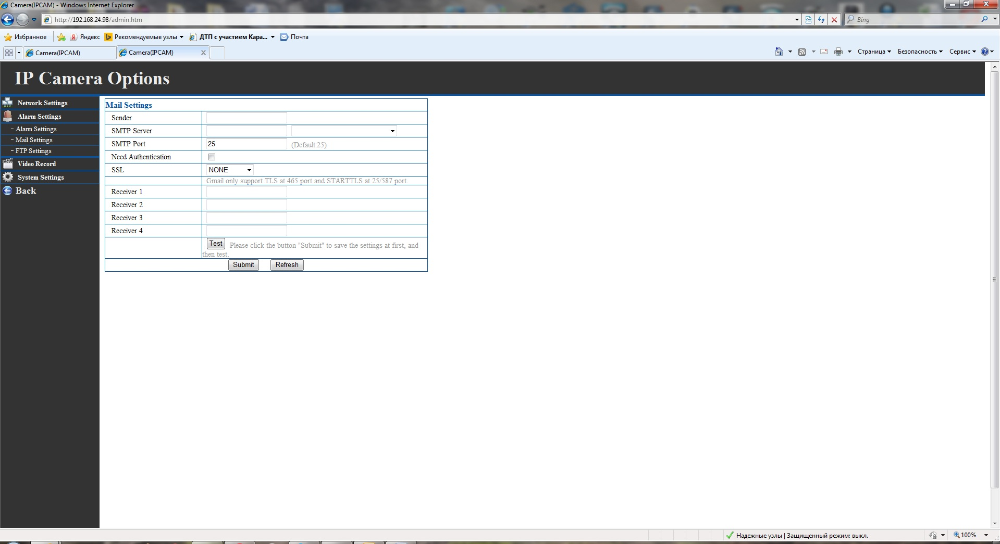 Camera(IPCAM) - Windows Internet Explorer
http://192.168.24.98/admin.htm
Bing
Избранное
Яндекс
Рекомендуемые узлы
ДТП с участием Кара...
Почта
Camera(IPCAM)
Camera(IPCAM)
Страница
Безопасность
Сервис
IP Camera Options
Network Settings
Alarm Settings
- Alarm Settings
- Mail Settings
- FTP Settings
Video Record
System Settings
Back
Mail Settings
Sender
SMTP Server
SMTP Port 25 (Default:25)
Need Authentication
SSL NONE
Gmail only support TLS at 465 port and STARTTLS at 25/587 port.
Receiver 1
Receiver 2
Receiver 3
Receiver 4
Test Please click the button "Submit" to save the settings at first, and
then test.
Submit Refresh
Надежные узлы | Защищенный режим: выкл.
100%